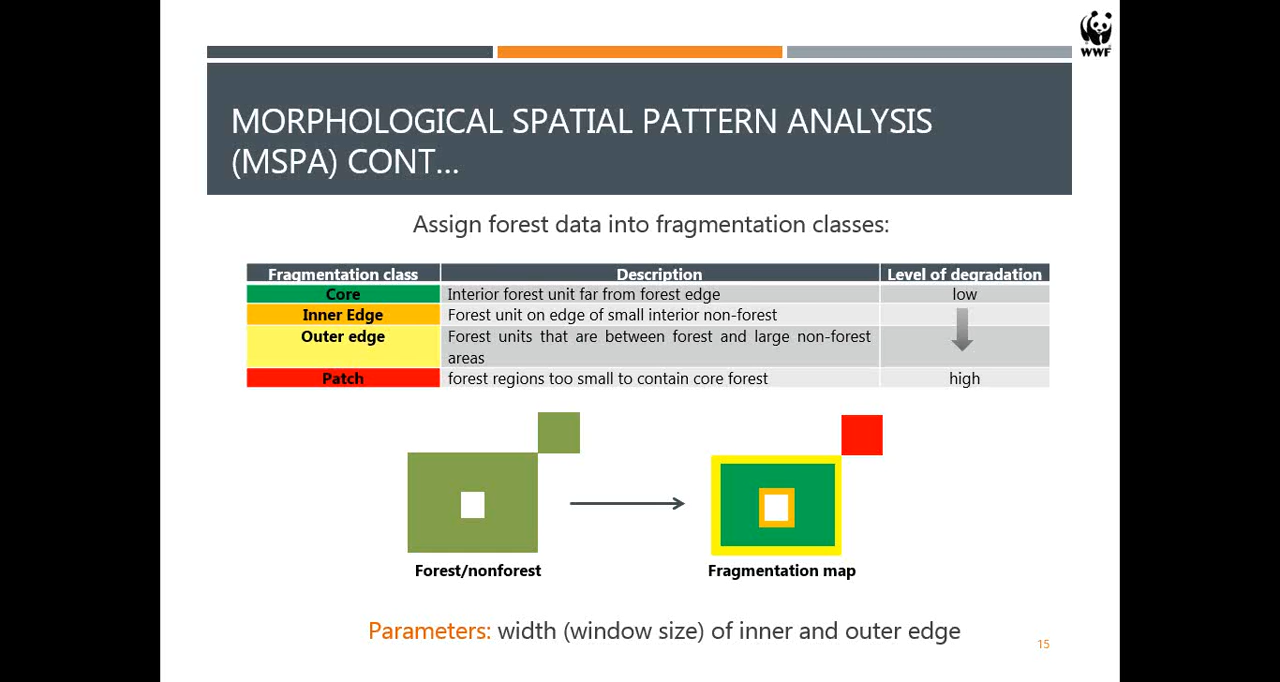 WWF
MORPHOLOGICAL SPATIAL PATTERN ANALYSIS
(MSPA) CONT...
Assign forest data into fragmentation classes:
Fragmentation class Description Level of degradation
Core Interior forest unit far from forest edge low
Inner Edge Forest unit on edge of small interior non-forest
Outer edge Forest units that are between forest and large non-forest
areas
Patch forest regions too small to contain core forest high
Forest/nonforest Fragmentation map
Parameters: width (window size) of inner and outer edge
15